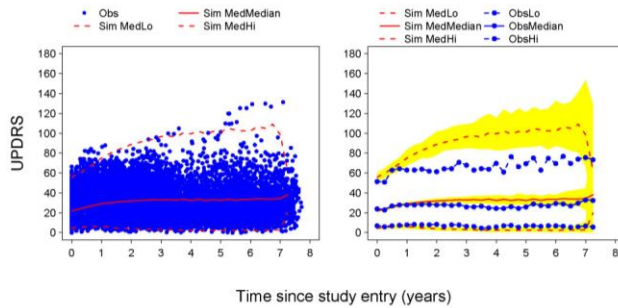 Obs
Sim MedMedian
Sim MedLo
Sim MedHi
Sim MedLo
ObsLo
Sim MedMedian
ObsMedian
Sim MedHi
ObsHi
UPDRS
180
160
140
120
100
80
60
40
20
0
0 1 2 3 4 5 6 7 8
180
160
140
120
100
80
60
40
20
0
0 1 2 3 4 5 6 7 8
Time since study entry (years)